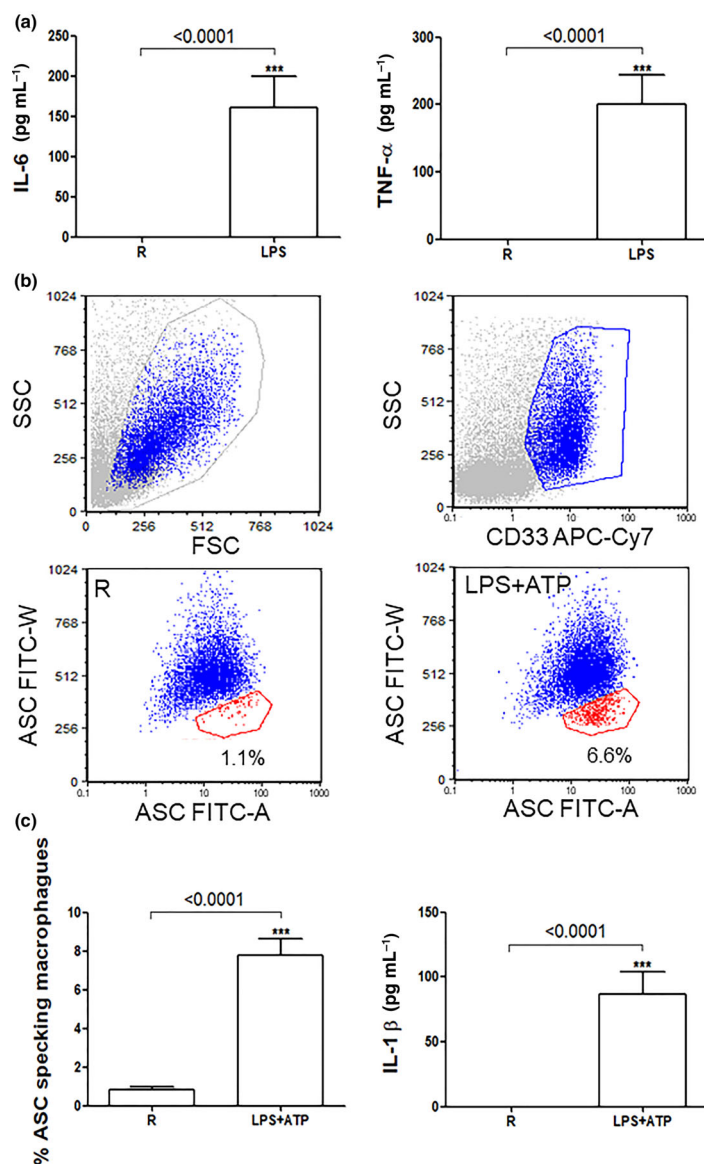 (a)
<0.0001
***
IL-6 (pg mL⁻¹)
250
200
150
100
50
0
R
LPS
<0.0001
***
TNF-α (pg mL⁻¹)
300
200
100
0
R
LPS
(b)
1024
768
512
256
0
SSC
0 256 512 768 1024
FSC
1024
768
512
256
0
SSC
0.1 1 10 100 1000
CD33 APC-Cy7
R
1024
768
512
256
0
ASC FITC-W
1.1%
0.1 1 10 100 1000
ASC FITC-A
LPS+ATP
1024
768
512
256
0
ASC FITC-W
6.6%
0.1 1 10 100 1000
ASC FITC-A
(c)
<0.0001
***
% ASC specking macrophagues
10
8
6
4
2
0
R
LPS+ATP
<0.0001
***
IL-1 β (pg mL⁻¹)
150
100
50
0
R
LPS+ATP